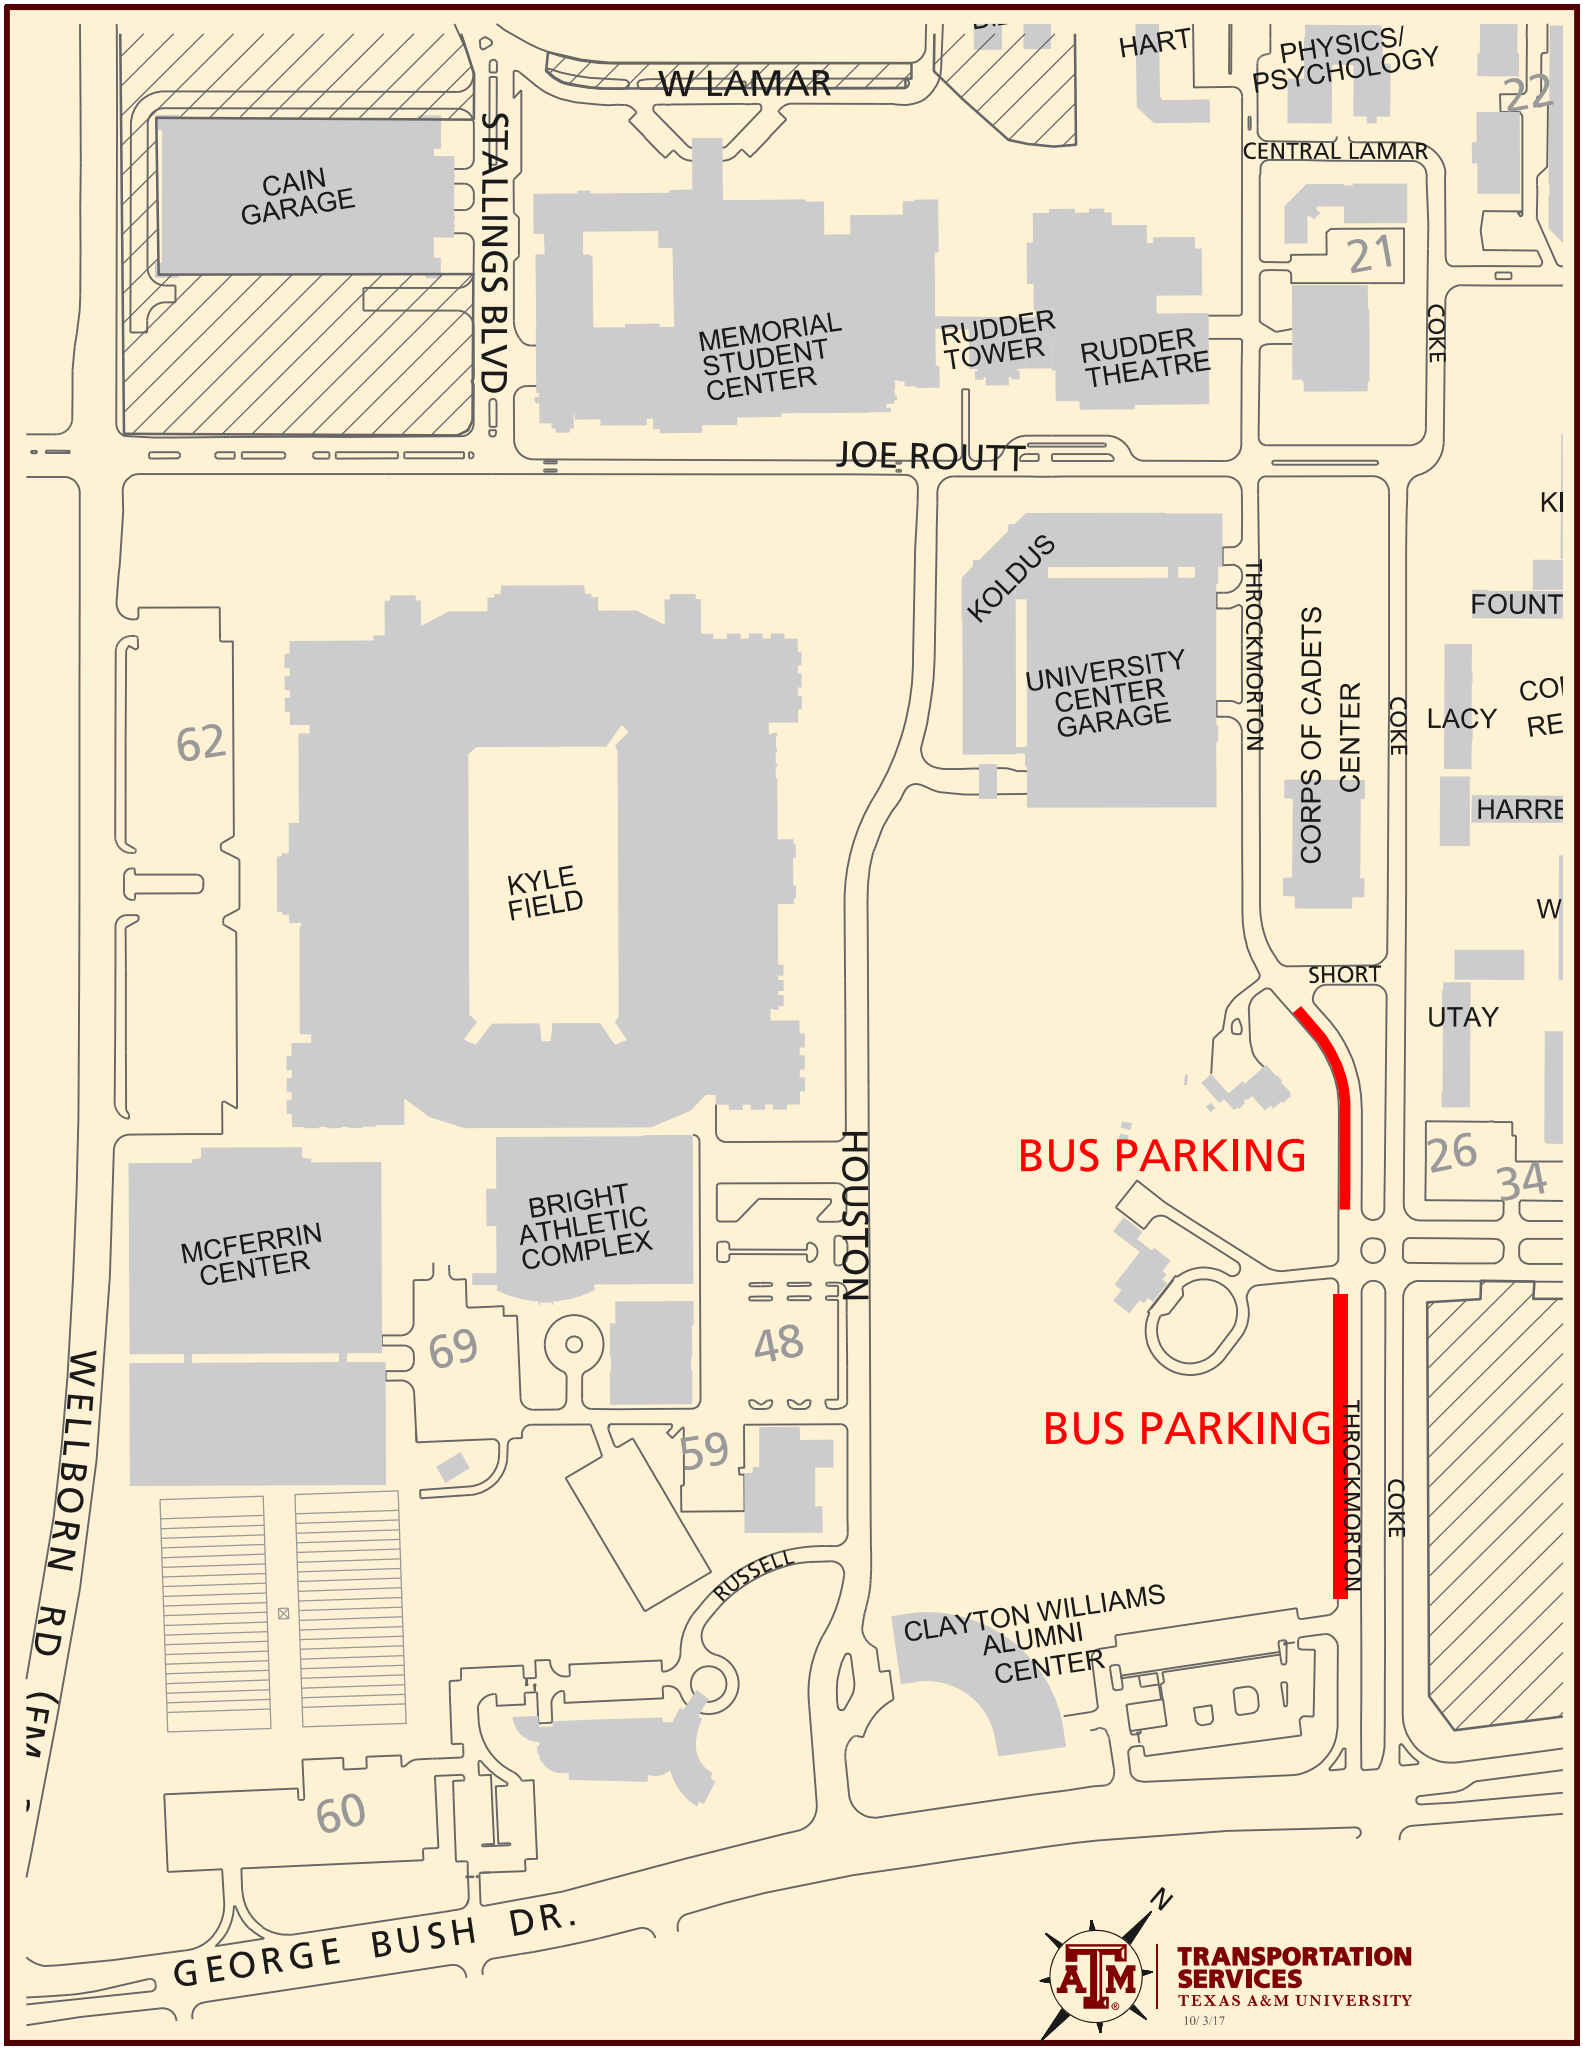 HART
PHYSICS/
PSYCHOLOGY
22
W LAMAR
CENTRAL LAMAR
CAIN
GARAGE
STALLINGS BLVD
21
COKE
MEMORIAL
STUDENT
CENTER
RUDDER
TOWER
RUDDER
THEATRE
JOE ROUTT
KOLDUS
THROCKMORTON
CORPS OF CADETS
CENTER
FOUNT
UNIVERSITY
CENTER
GARAGE
COKE
LACY
RE
62
HARRE
KYLE
FIELD
W
SHORT
UTAY
BUS PARKING
26
34
HOUSTON
MCFERRIN
CENTER
BRIGHT
ATHLETIC
COMPLEX
69
48
WELLBORN RD (FM
59
BUS PARKING
THROCKMORTON
COKE
RUSSELL
CLAYTON WILLIAMS
ALUMNI
CENTER
60
GEORGE BUSH DR.
N
ATM
®
TRANSPORTATION
SERVICES
TEXAS A&M UNIVERSITY
10/ 3/17